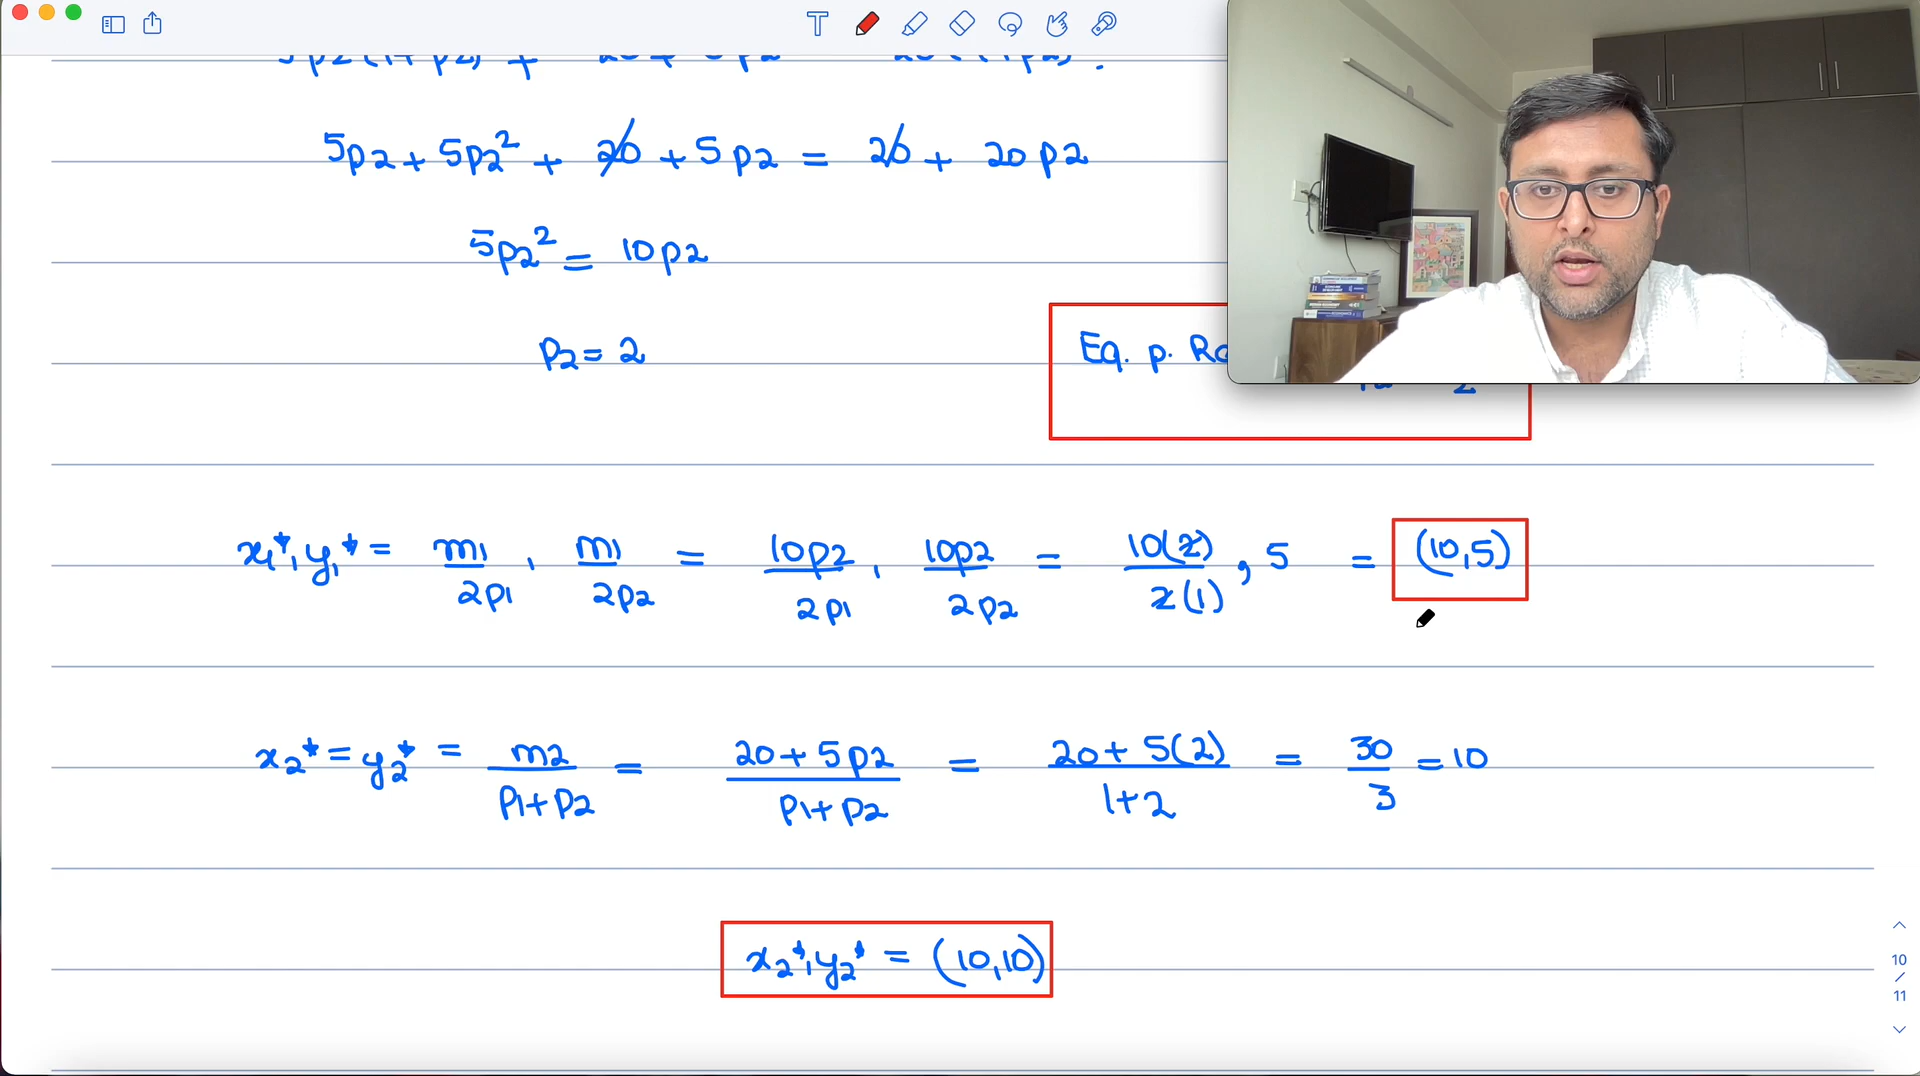 5p2 + 5p2² + 20 + 5p2 = 20 + 20p2
5p2² = 10p2
p2 = 2
Eq. p.
x1*, y1* = m1/2p1, m1/2p2 = 10p2/2p1, 10p2/2p2 = 10(2)/2(1), 5 = (10,5)
x2* = y2* = m2/p1+p2 = 20+5p2/p1+p2 = 20+5(2)/1+2 = 30/3 = 10
x2*, y2* = (10,10)
10
/
11